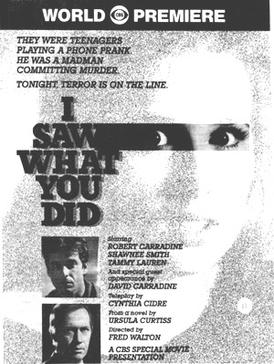 WORLD CBS PREMIERE
THEY WERE TEENAGERS
PLAYING A PHONE PRANK.
HE WAS A MADMAN
COMMITTING MURDER.
TONIGHT, TERROR IS ON THE LINE.
I
SAW
WHAT
YOU
DID
Starring
ROBERT CARRADINE
SHAWNEE SMITH
TAMMY LAUREN
And special guest
appearance by
DAVID CARRADINE
Teleplay by
CYNTHIA CIDRE
From a novel by
URSULA CURTISS
Directed by
FRED WALTON
A CBS SPECIAL MOVIE
PRESENTATION